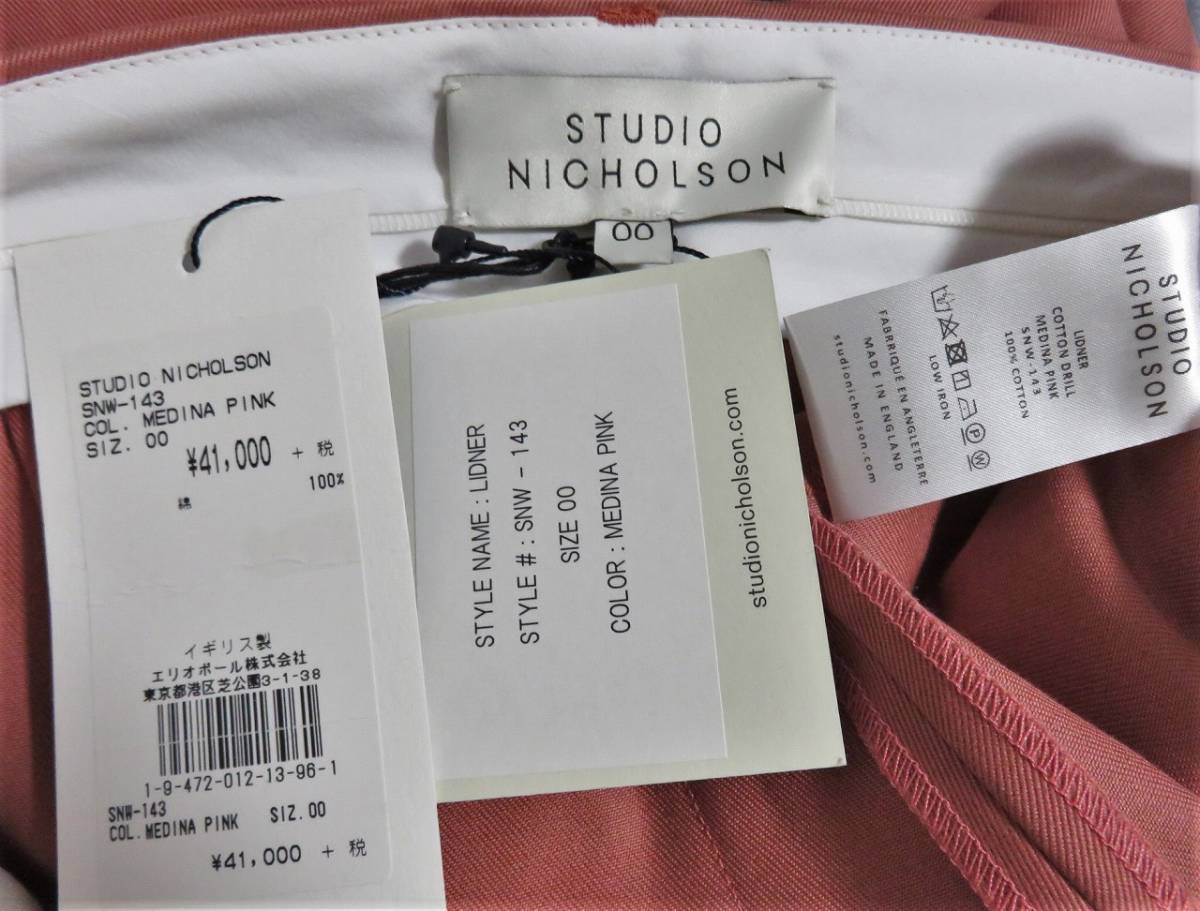 STUDIO
NICHOLSON
00
STUDIO NICHOLSON
SNW-143
COL. MEDINA PINK
SIZ. 00
¥41,000 + 税
綿 100%
イギリス製
エリオポール株式会社
東京都港区芝公園3-1-38
1-9-472-012-13-96-1
SNW-143
COL.MEDINA PINK SIZ.00
¥41,000 + 税
STYLE NAME : LIDNER
STYLE # : SNW - 143
SIZE 00
COLOR : MEDINA PINK
studionicholson.com
STUDIO
NICHOLSON
LIDNER
COTTON DRILL
MEDINA PINK
SNW-143
100% COTTON
P W
LOW IRON
FABRRIQUÉ EN ANGLETERRE
MADE IN ENGLAND
studionicholson.com